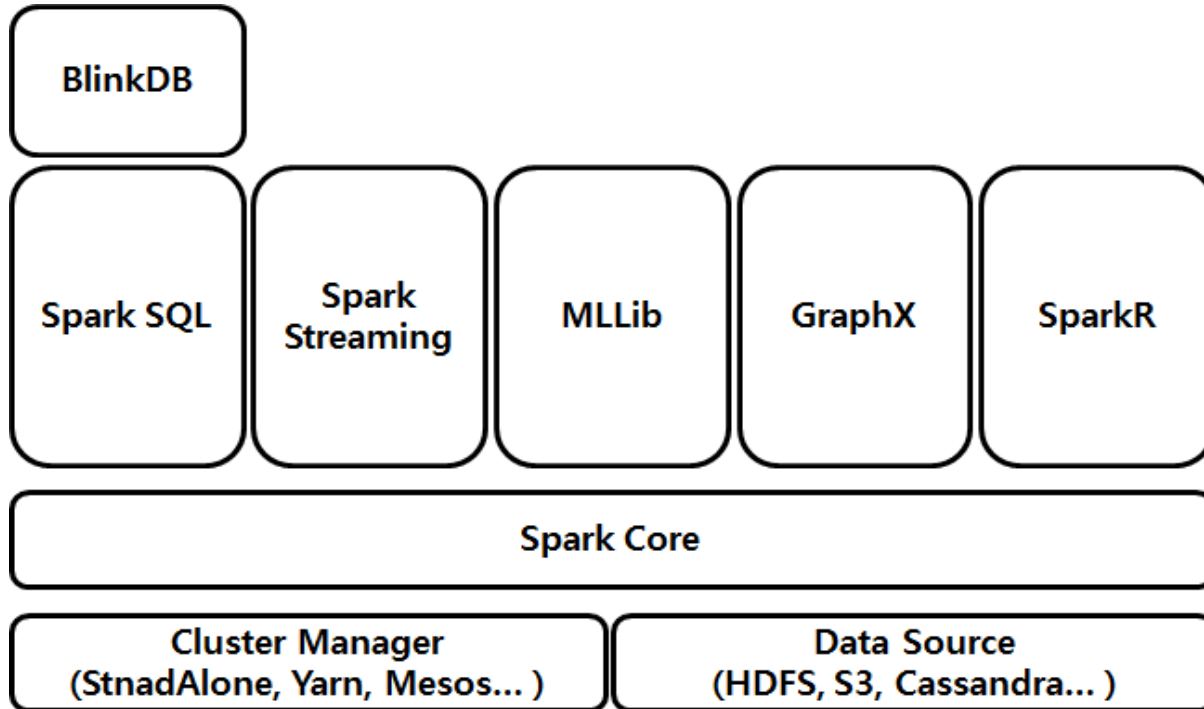 BlinkDB
Spark SQL
Spark
Streaming
MLLib
GraphX
SparkR
Spark Core
Cluster Manager
(StnadAlone, Yarn, Mesos... )
Data Source
(HDFS, S3, Cassandra... )